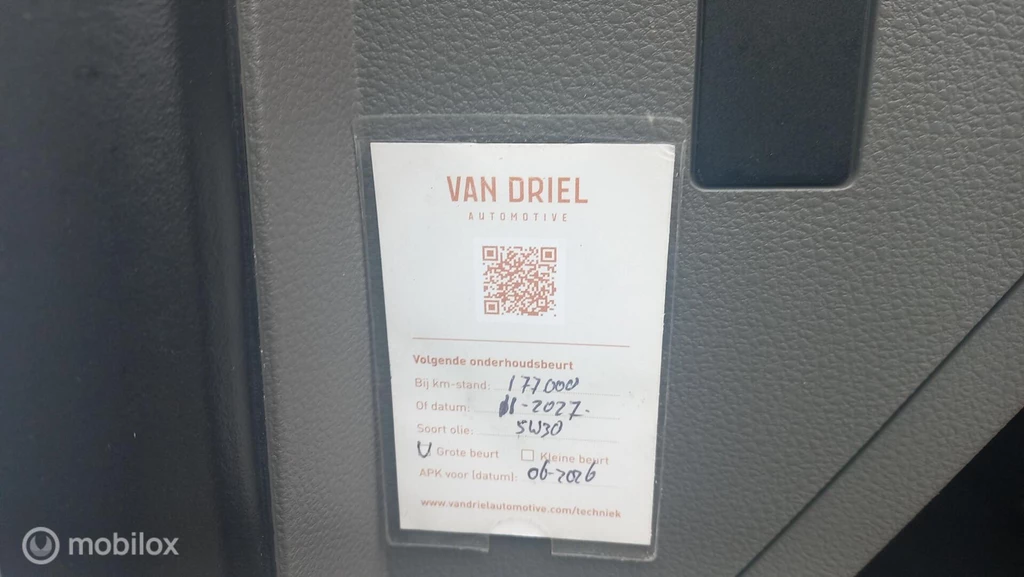 VAN DRIEL
AUTOMOTIVE
Volgende onderhoudsbeurt
Bij km-stand: 177000
Of datum: 11-2027-
Soort olie: 5W30
Grote beurt Kleine beurt
APK voor (datum): 06-2026
www.vandrielautomotive.com/techniek
mobilox